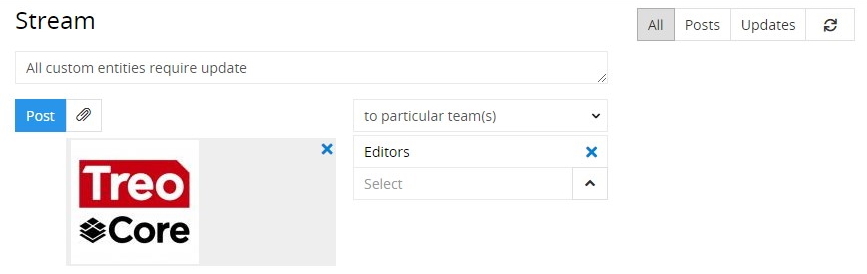 Stream
All Posts Updates
All custom entities require update
Post
to particular team(s)
Editors
Select
Treo
Core